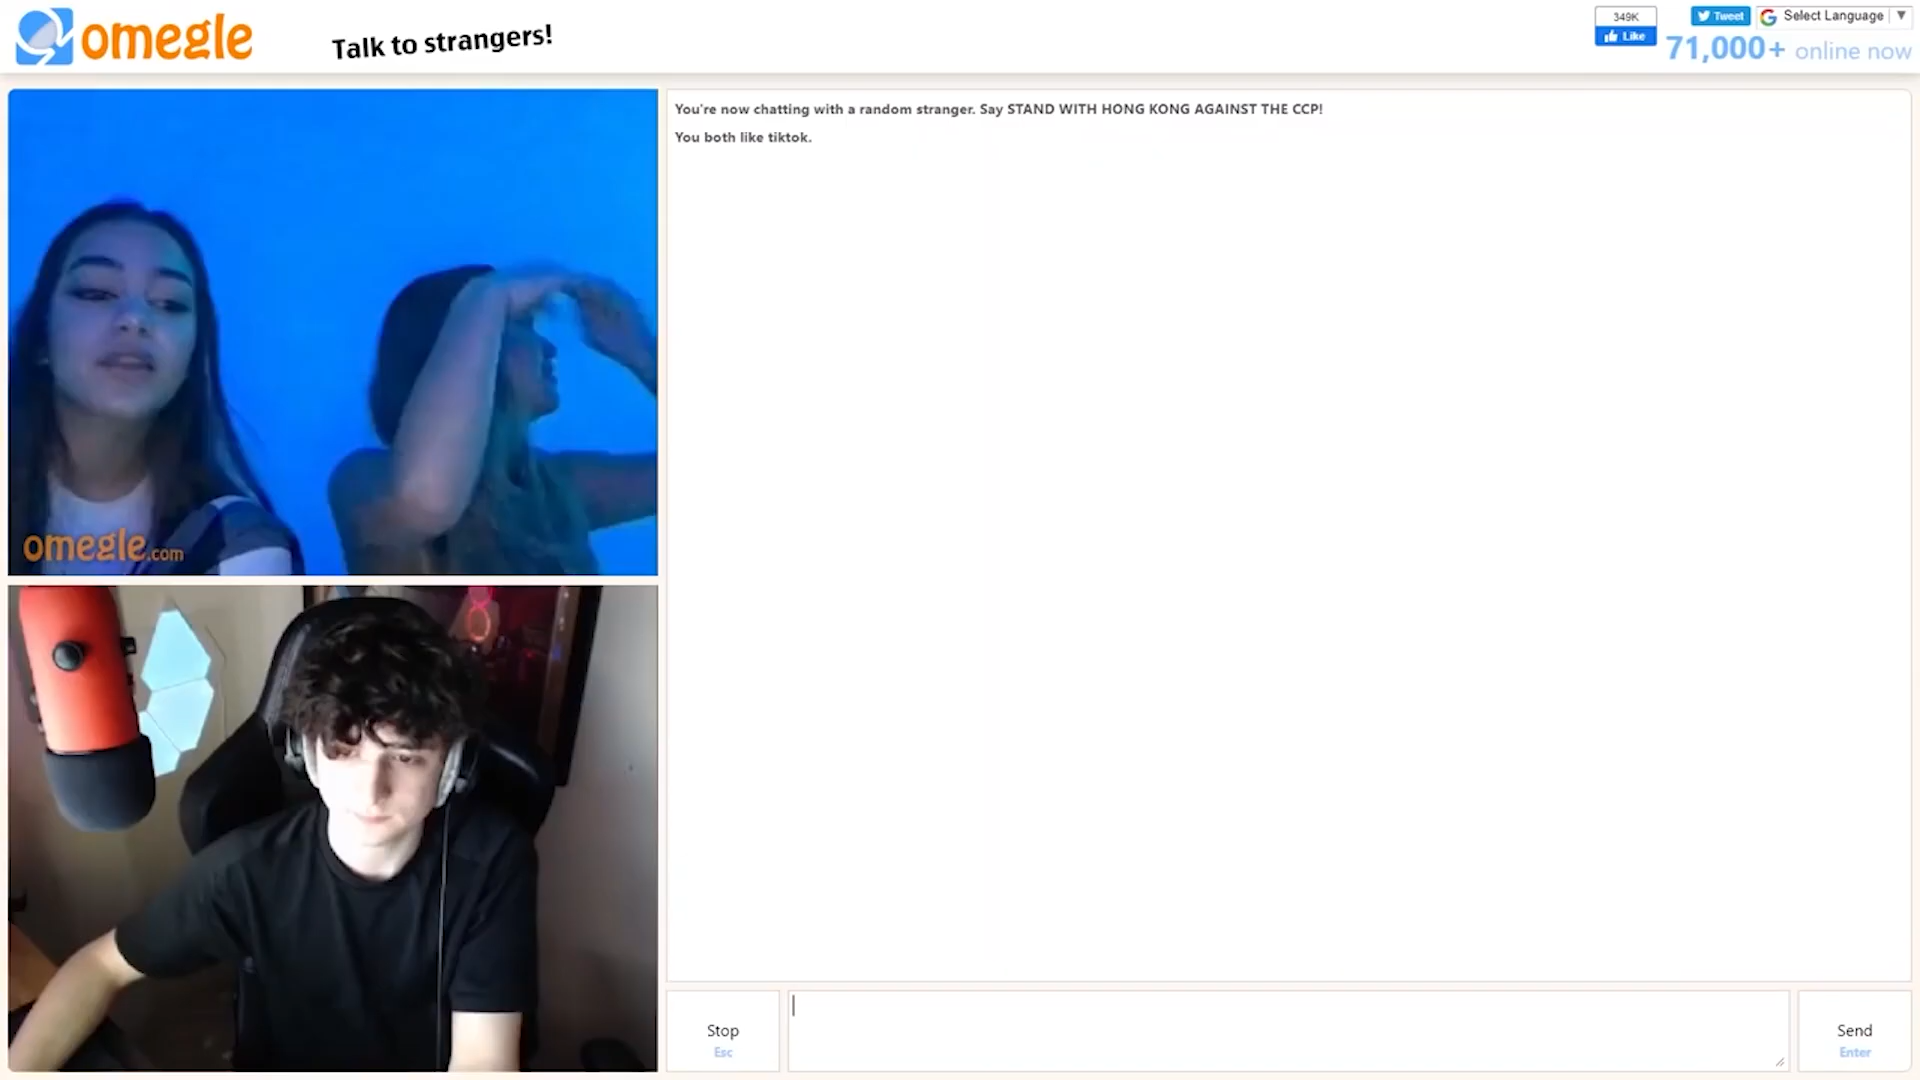 omegle
Talk to strangers!
349K
Like
Tweet
Select Language
71,000+ online now
You're now chatting with a random stranger. Say STAND WITH HONG KONG AGAINST THE CCP!
You both like tiktok.
omegle.com
Stop
Esc
Send
Enter